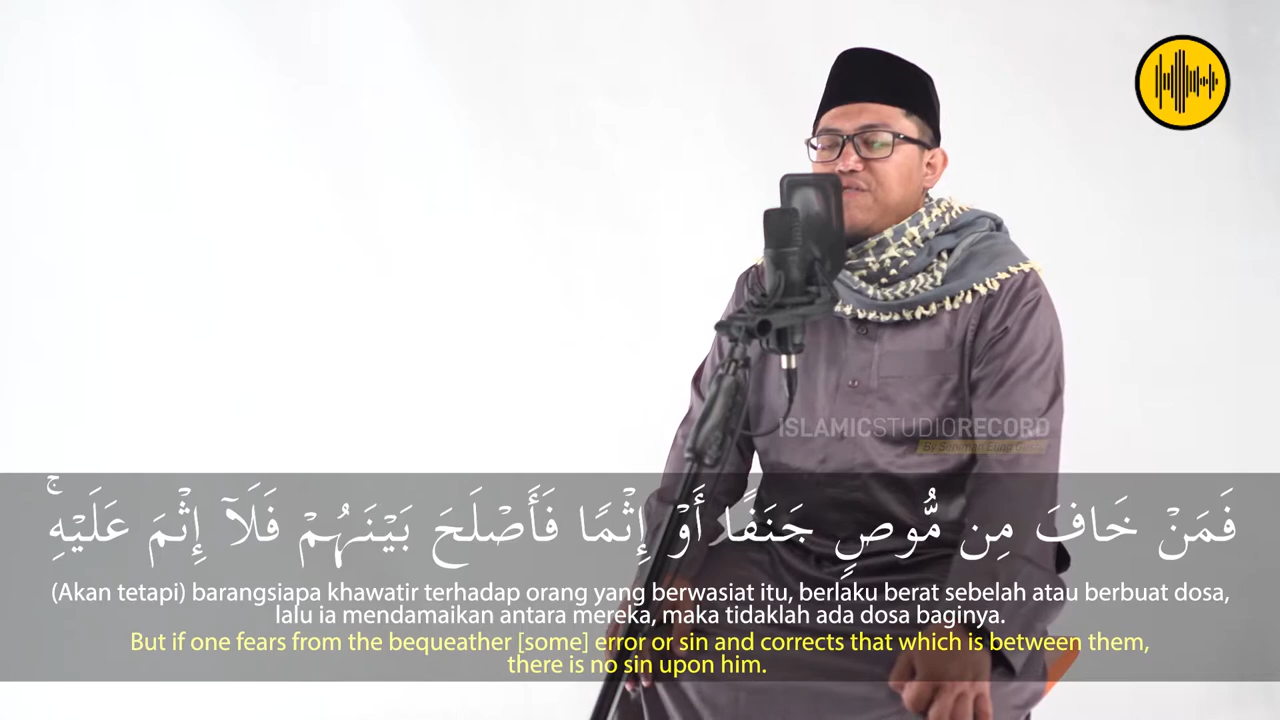 ISLAMICSTUDIORECORD
فَمَنْ خَافَ مِن مُّوصٍ جَنَفًا أَوْ إِثْمًا فَأَصْلَحَ بَيْنَهُمْ فَلَآ إِثْمَ عَلَيْهِ ۚ
(Akan tetapi) barangsiapa khawatir terhadap orang yang berwasiat itu, berlaku berat sebelah atau berbuat dosa,
lalu ia mendamaikan antara mereka, maka tidaklah ada dosa baginya.
But if one fears from the bequeather [some] error or sin and corrects that which is between them,
there is no sin upon him.